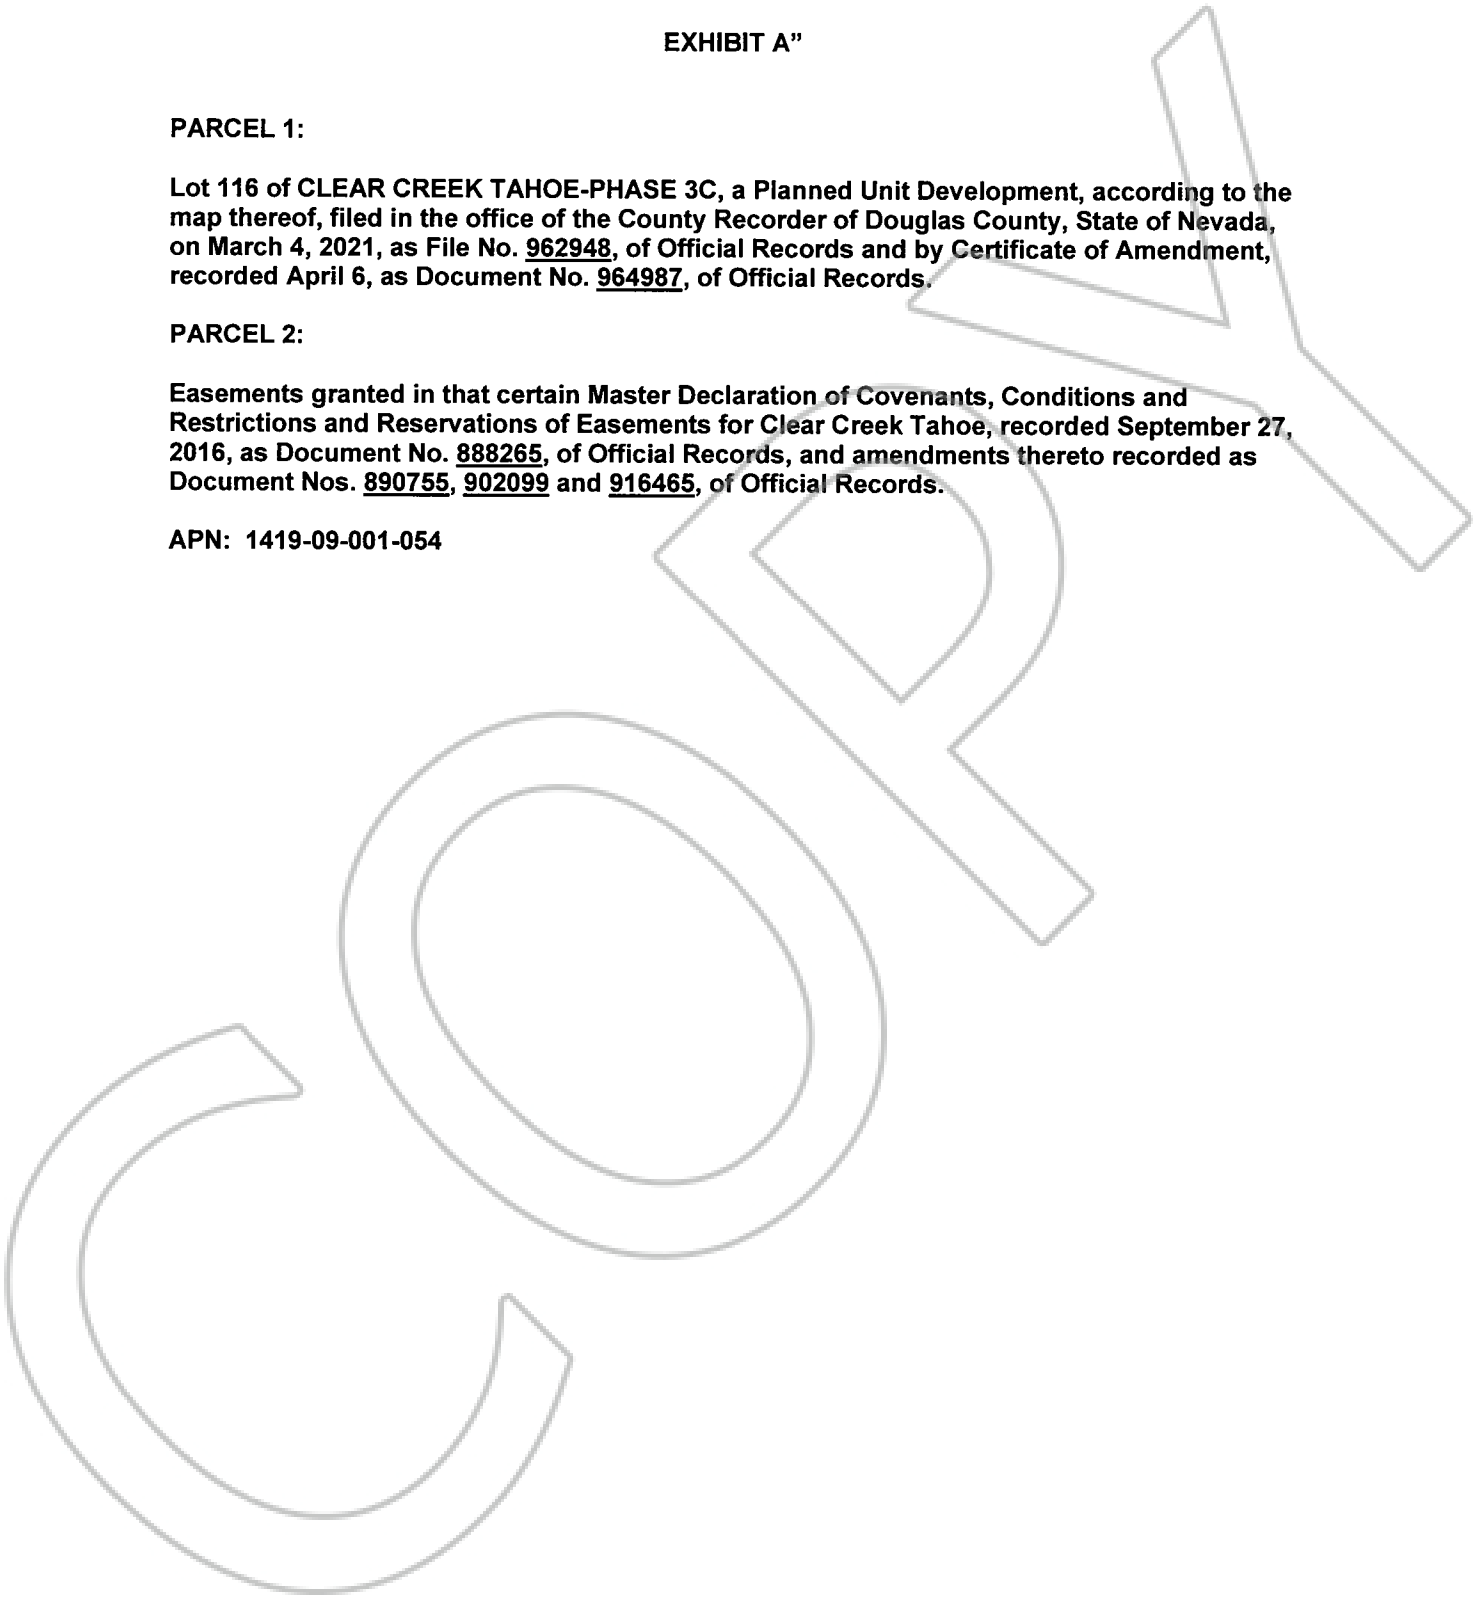 EXHIBIT A”
PARCEL 1:
Lot 116 of CLEAR CREEK TAHOE-PHASE 3C, a Planned Unit Development, according to the
map thereof, filed in the office of the County Recorder of Douglas County, State of Nevada,
on March 4, 2021, as File No. 962948, of Official Records and by Certificate of Amendment,
recorded April 6, as Document No. 964987, of Official Records.
PARCEL 2:
Easements granted in that certain Master Declaration of Covenants, Conditions and
Restrictions and Reservations of Easements for Clear Creek Tahoe, recorded September 27,
2016, as Document No. 888265, of Official Records, and amendments thereto recorded as
Document Nos. 890755, 902099 and 916465, of Official Records.
APN: 1419-09-001-054
COPY